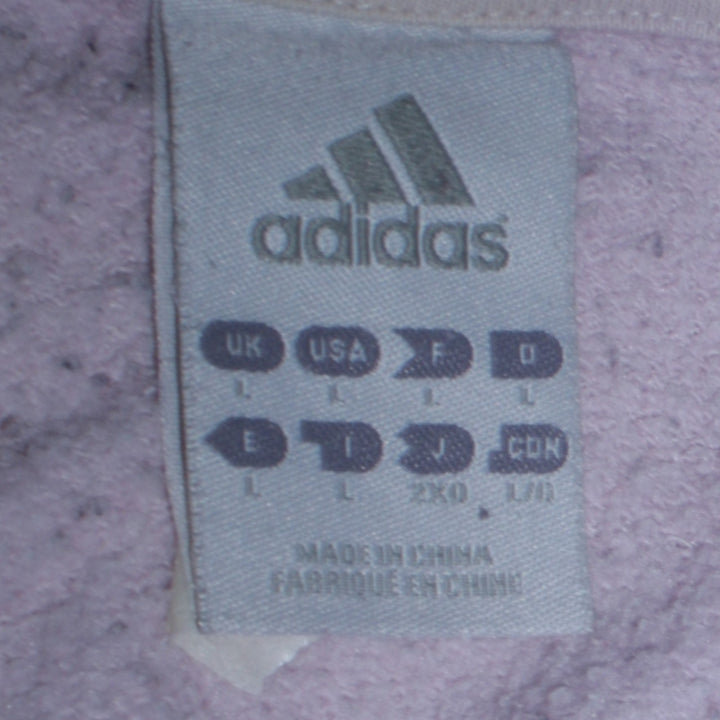 adidas
UK USA F D
L L L L
E I J CDN
L L 2XO L/G
MADE IN CHINA
FABRIQUÉ EN CHINE